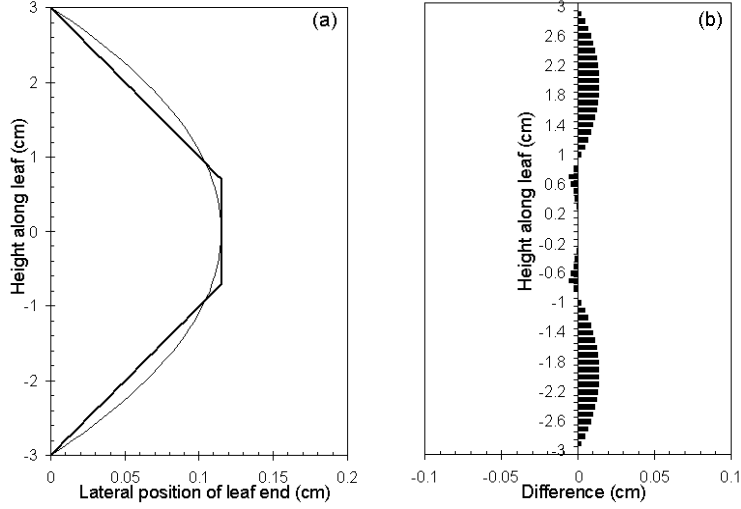 (a)
3
2
1
0
-1
-2
-3
Height along leaf (cm)
0 0.05 0.1 0.15 0.2
Lateral position of leaf end (cm)
(b)
3
2.6
2.2
1.8
1.4
1
0.6
0.2
-0.2
-0.6
-1
-1.4
-1.8
-2.2
-2.6
-3
Height along leaf (cm)
-0.1 -0.05 0 0.05 0.1
Difference (cm)